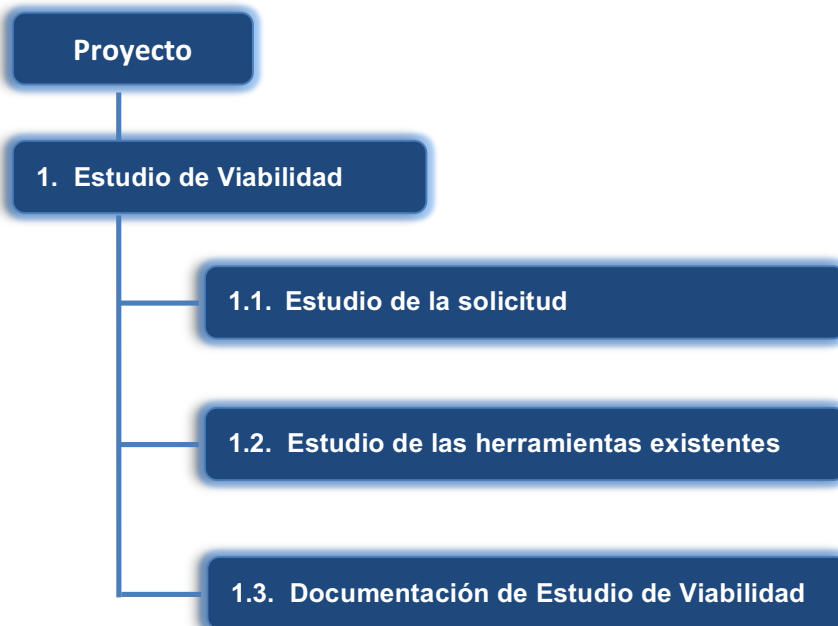 Proyecto
1. Estudio de Viabilidad
1.1. Estudio de la solicitud
1.2. Estudio de las herramientas existentes
1.3. Documentación de Estudio de Viabilidad